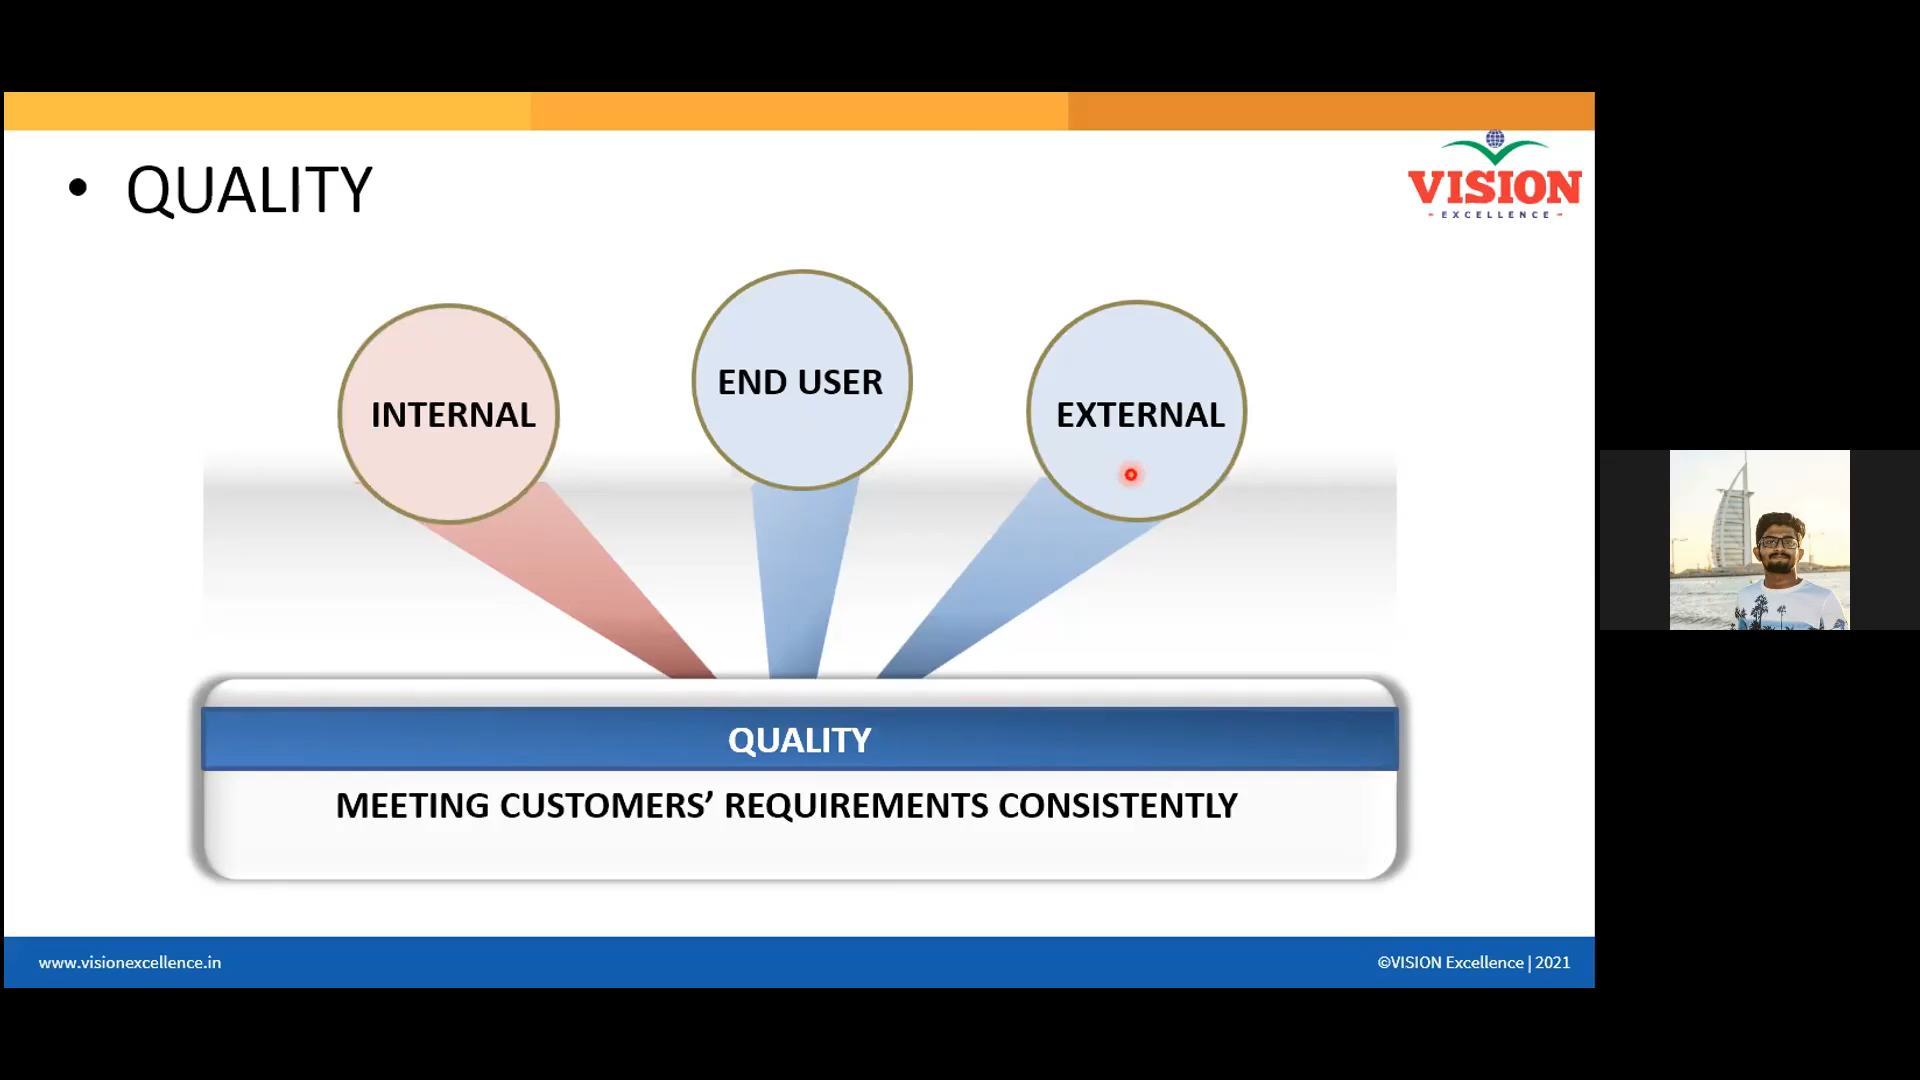 • QUALITY
VISION
- EXCELLENCE -
END USER
INTERNAL
EXTERNAL
QUALITY
MEETING CUSTOMERS’ REQUIREMENTS CONSISTENTLY
www.visionexcellence.in
©VISION Excellence | 2021